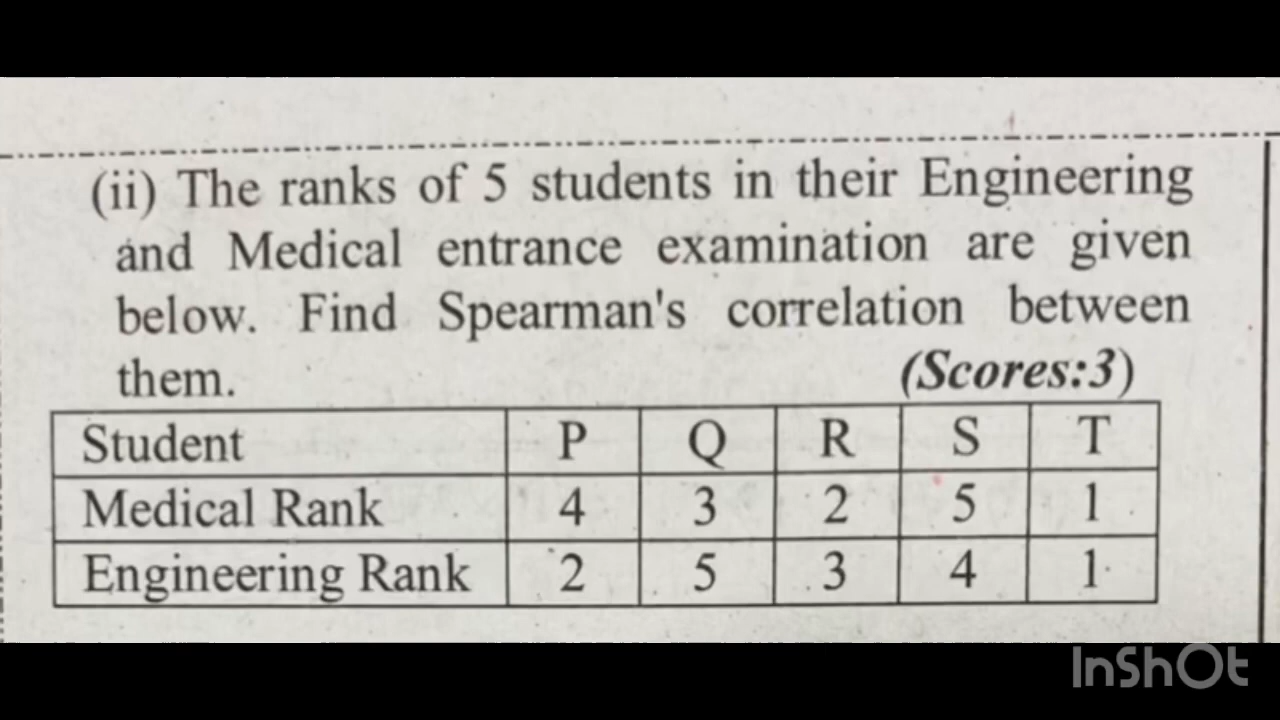 (ii) The ranks of 5 students in their Engineering
and Medical entrance examination are given
below. Find Spearman's correlation between
them. (Scores:3)
Student P Q R S T
Medical Rank 4 3 2 5 1
Engineering Rank 2 5 3 4 1
InShOt